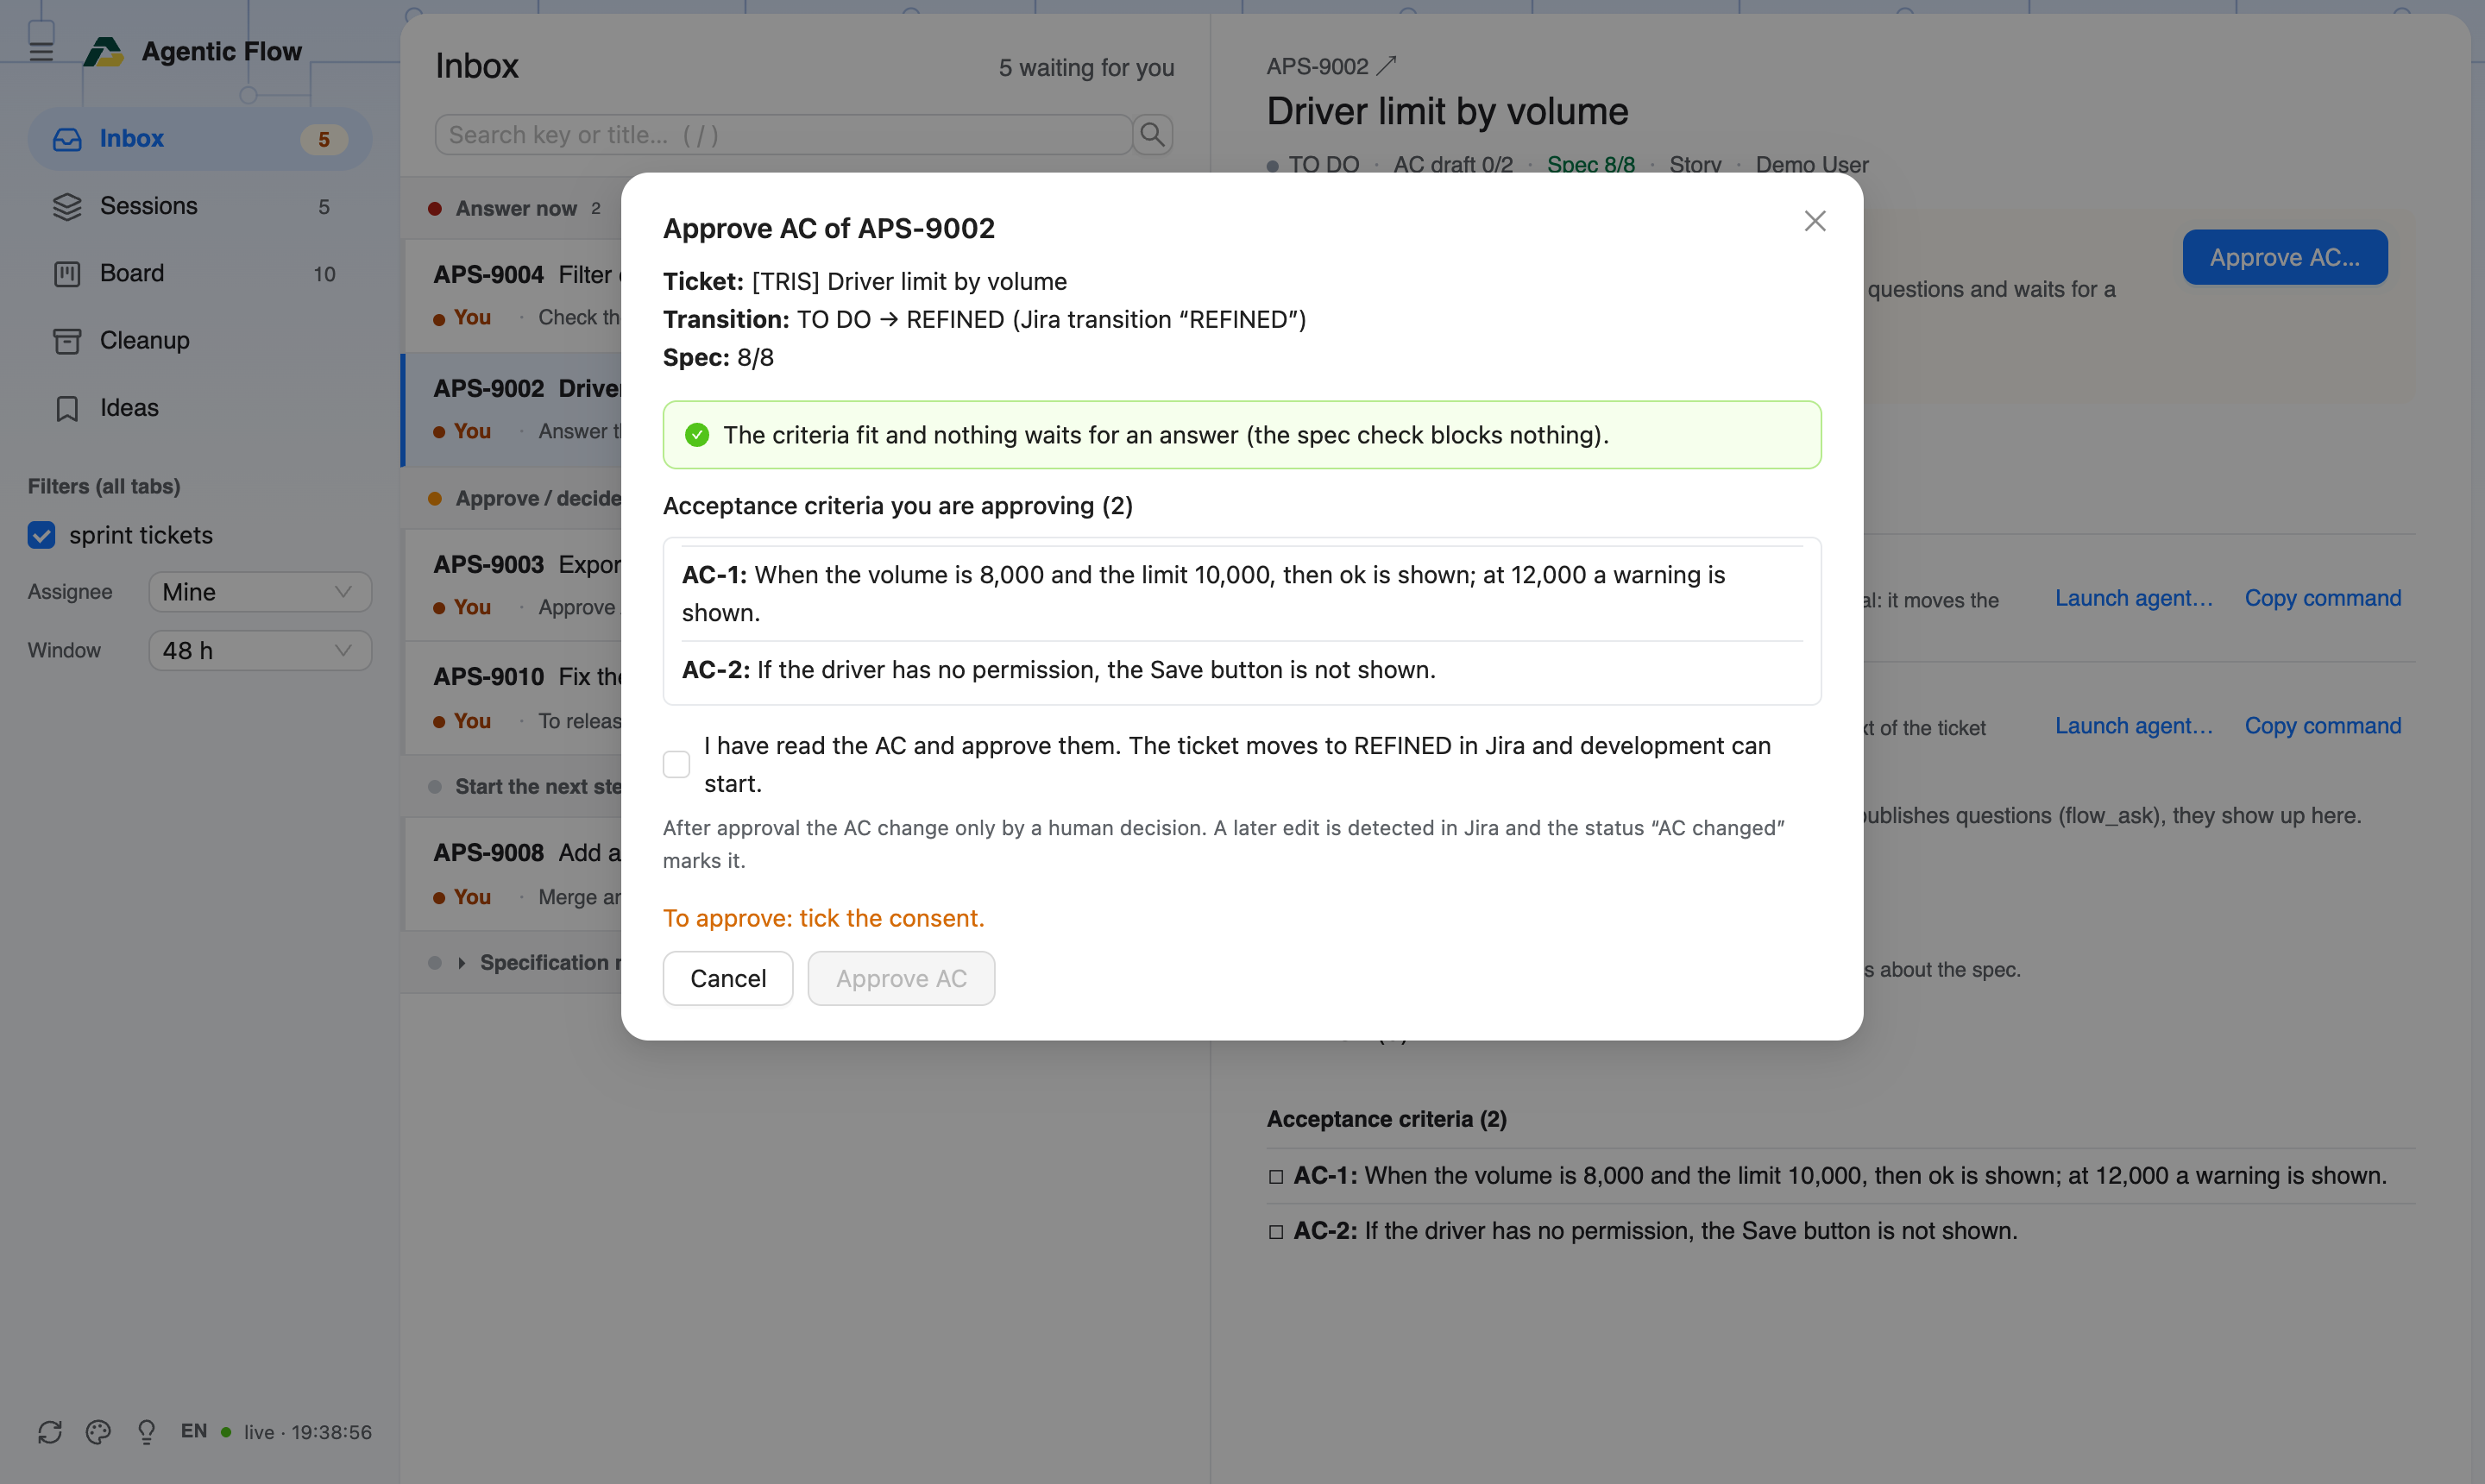 Agentic Flow
Inbox 5
Sessions 5
Board 10
Cleanup
Ideas
Filters (all tabs)
sprint tickets
Assignee Mine
Window 48 h
EN live · 19:38:56
Inbox
5 waiting for you
Search key or title... ( / )
Answer now 2
APS-9004 Filter
You · Check th
APS-9002 Driver
You · Answer t
Approve / decide
APS-9003 Expor
You · Approve
APS-9010 Fix the
You · To releas
Start the next ste
APS-9008 Add a
You · Merge ar
Specification
APS-9002
Driver limit by volume
TO DO · AC draft 0/2 · Spec 8/8 · Story · Demo User
questions and waits for a
Approve AC...
al: it moves the Launch agent... Copy command
xt of the ticket Launch agent... Copy command
ublishes questions (flow_ask), they show up here.
s about the spec.
Acceptance criteria (2)
AC-1: When the volume is 8,000 and the limit 10,000, then ok is shown; at 12,000 a warning is shown.
AC-2: If the driver has no permission, the Save button is not shown.
Approve AC of APS-9002
Ticket: [TRIS] Driver limit by volume
Transition: TO DO → REFINED (Jira transition “REFINED”)
Spec: 8/8
The criteria fit and nothing waits for an answer (the spec check blocks nothing).
Acceptance criteria you are approving (2)
AC-1: When the volume is 8,000 and the limit 10,000, then ok is shown; at 12,000 a warning is
shown.
AC-2: If the driver has no permission, the Save button is not shown.
I have read the AC and approve them. The ticket moves to REFINED in Jira and development can
start.
After approval the AC change only by a human decision. A later edit is detected in Jira and the status “AC changed”
marks it.
To approve: tick the consent.
Cancel
Approve AC